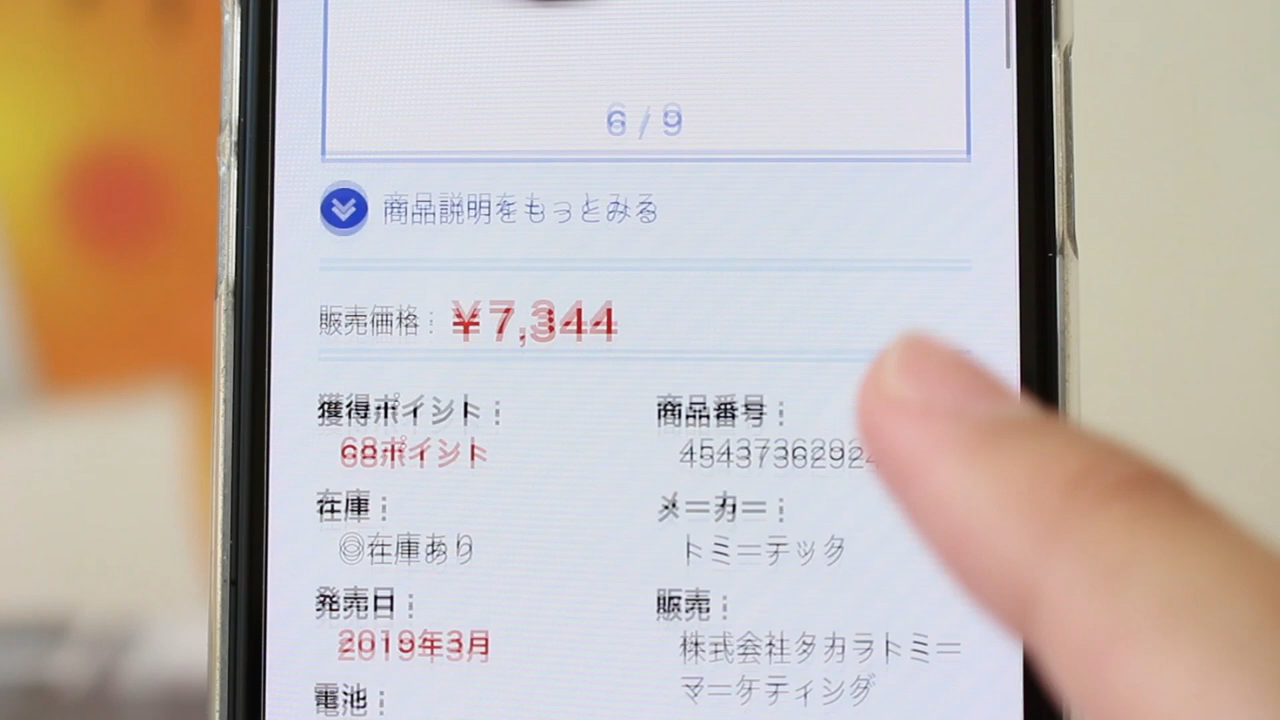 6 / 9
商品説明をもっとみる
販売価格：￥7,344
獲得ポイント：
68ポイント
商品番号：
45437362924
在庫：
◎在庫あり
メーカー：
トミーテック
発売日：
2019年3月
販売：
株式会社タカラトミー
マーケティング
電池：